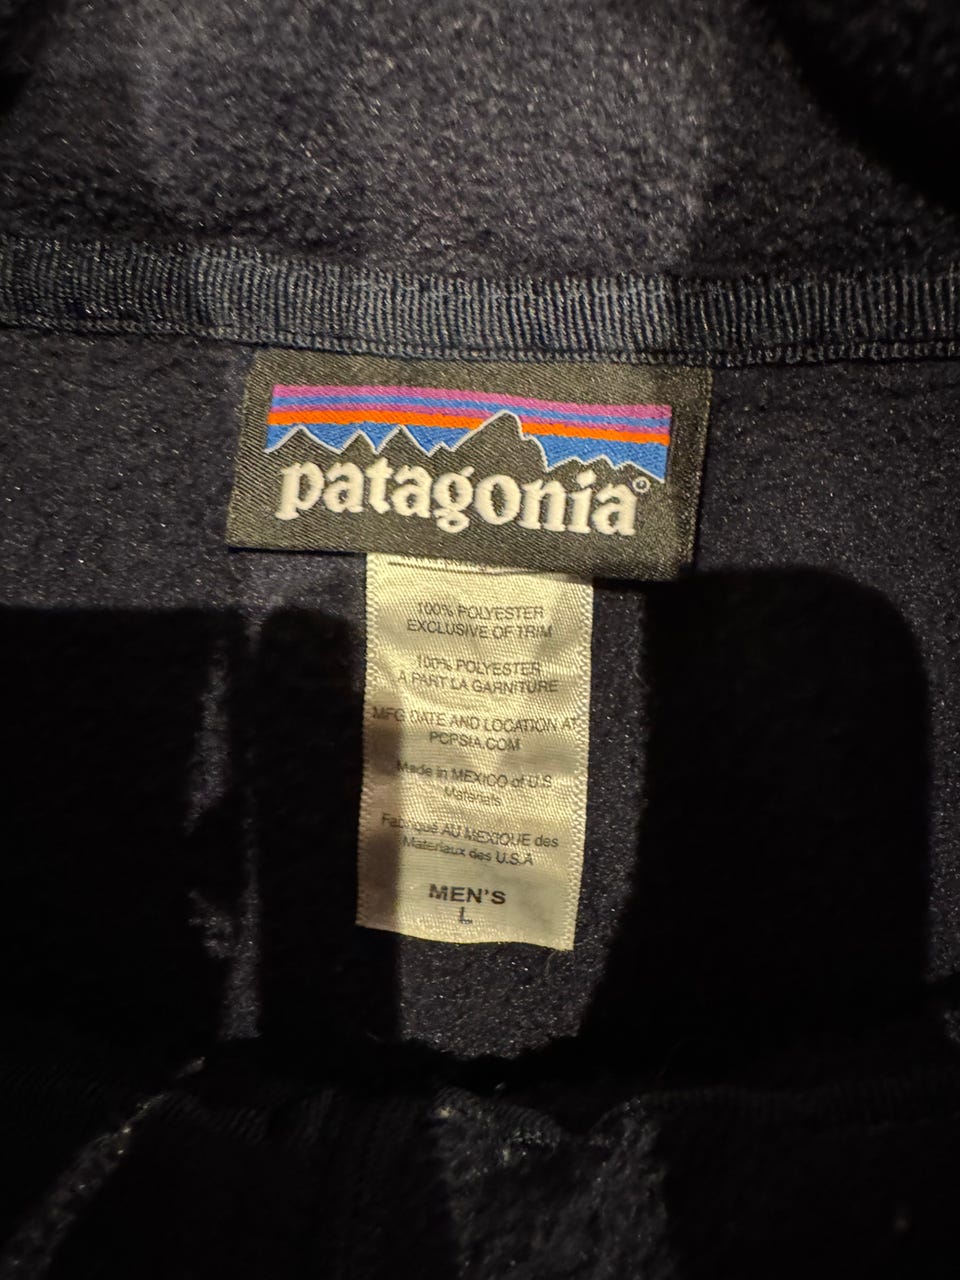 patagonia®
100% POLYESTER
EXCLUSIVE OF TRIM
100% POLYESTER
A PART LA GARNITURE
MFG DATE AND LOCATION AT
PCPSIA.COM
Made in MEXICO of U.S
Materials
Fabriqué AU MEXIQUE des
Materiaux des U.S.A
MEN'S
L